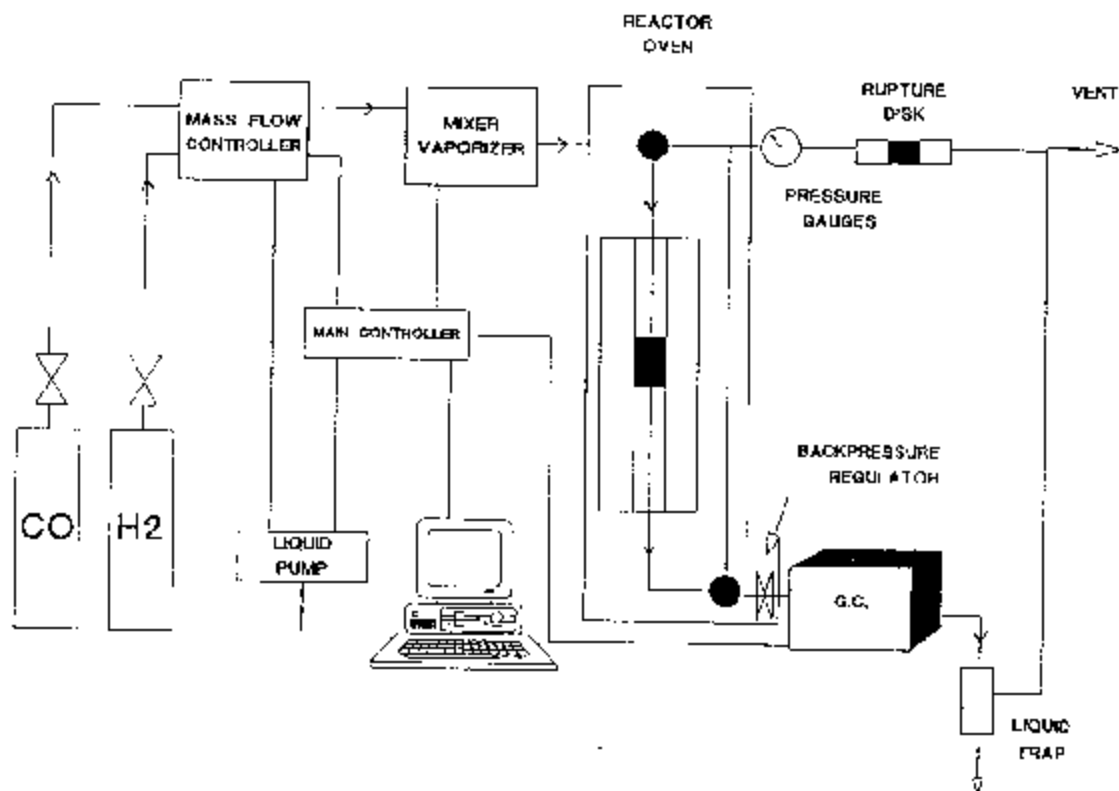 REACTOR
OVEN
MASS FLOW
CONTROLLER
MIXER
VAPORIZER
RUPTURE
DISK
VENT
PRESSURE
GAUGES
MAIN CONTROLLER
BACKPRESSURE
REGULATOR
CO
H2
LIQUID
PUMP
G.C.
LIQUID
TRAP